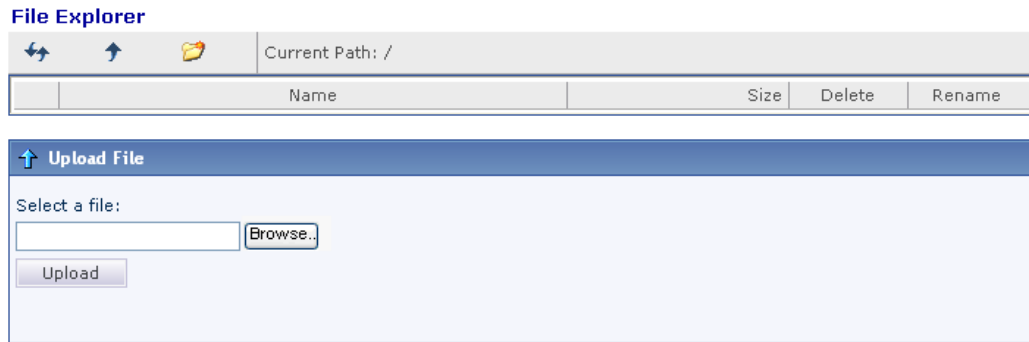 File Explorer
Current Path: /
Name Size Delete Rename
Upload File
Select a file:
Browse..
Upload